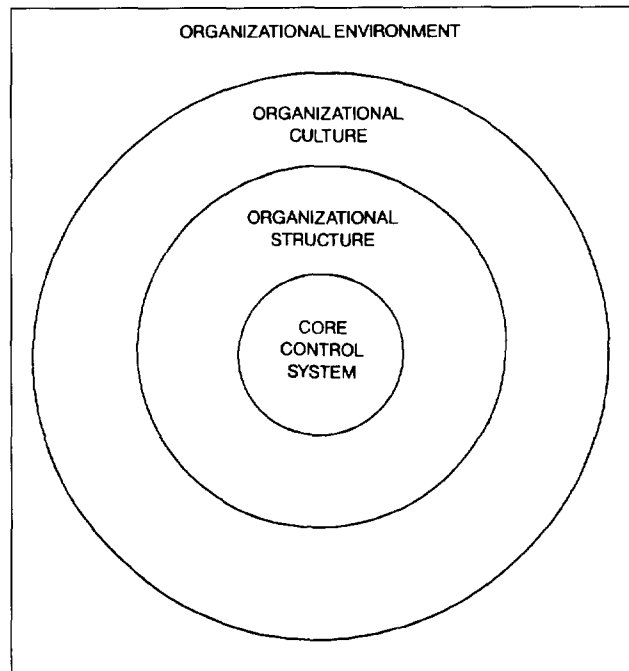 ORGANIZATIONAL ENVIRONMENT
ORGANIZATIONAL
CULTURE
ORGANIZATIONAL
STRUCTURE
CORE
CONTROL
SYSTEM